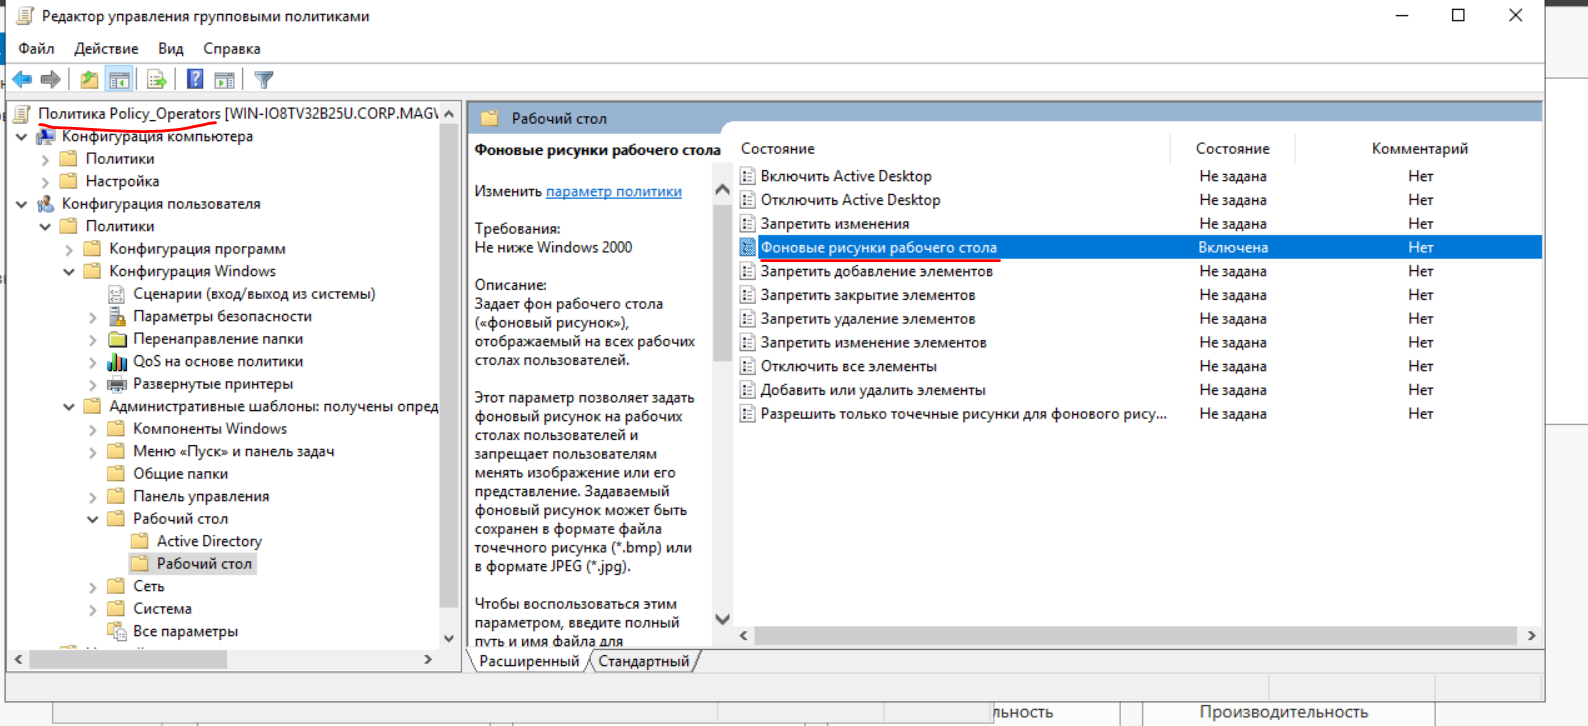 Редактор управления групповыми политиками
Файл Действие Вид Справка
Политика Policy_Operators [WIN-IO8TV32B25U.CORP.MAG
Конфигурация компьютера
Политики
Настройка
Конфигурация пользователя
Политики
Конфигурация программ
Конфигурация Windows
Сценарии (вход/выход из системы)
Параметры безопасности
Перенаправление папки
QoS на основе политики
Развернутые принтеры
Административные шаблоны: получены опред
Компоненты Windows
Меню «Пуск» и панель задач
Общие папки
Панель управления
Рабочий стол
Active Directory
Рабочий стол
Сеть
Система
Все параметры
Рабочий стол
Фоновые рисунки рабочего стола
Изменить параметр политики
Требования:
Не ниже Windows 2000
Описание:
Задает фон рабочего стола
(«фоновый рисунок»),
отображаемый на всех рабочих
столах пользователей.
Этот параметр позволяет задать
фоновый рисунок на рабочих
столах пользователей и
запрещает пользователям
менять изображение или его
представление. Задаваемый
фоновый рисунок может быть
сохранен в формате файла
точечного рисунка (*.bmp) или
в формате JPEG (*.jpg).
Чтобы воспользоваться этим
параметром, введите полный
путь и имя файла для
Состояние Состояние Комментарий
Включить Active Desktop Не задана Нет
Отключить Active Desktop Не задана Нет
Запретить изменения Не задана Нет
Фоновые рисунки рабочего стола Включена Нет
Запретить добавление элементов Не задана Нет
Запретить закрытие элементов Не задана Нет
Запретить удаление элементов Не задана Нет
Запретить изменение элементов Не задана Нет
Отключить все элементы Не задана Нет
Добавить или удалить элементы Не задана Нет
Разрешить только точечные рисунки для фонового рису... Не задана Нет
Расширенный Стандартный
льность Производительность